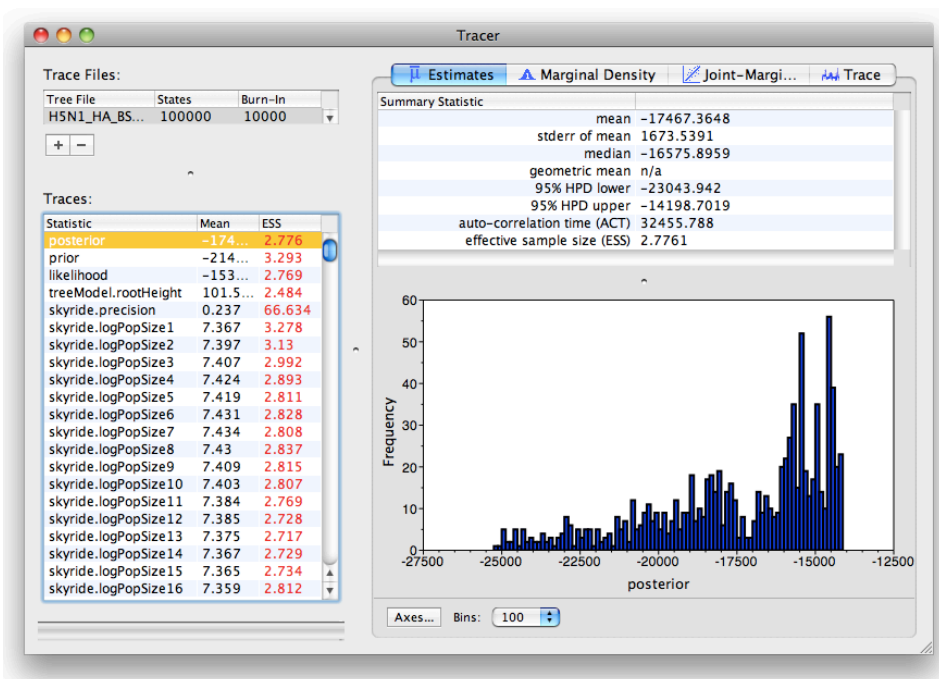 Tracer
Trace Files:
Tree File States Burn-In
H5N1_HA_BS... 100000 10000
+ −
Traces:
Statistic Mean ESS
posterior -174... 2.776
prior -214... 3.293
likelihood -153... 2.769
treeModel.rootHeight 101.5... 2.484
skyride.precision 0.237 66.634
skyride.logPopSize1 7.367 3.278
skyride.logPopSize2 7.397 3.13
skyride.logPopSize3 7.407 2.992
skyride.logPopSize4 7.424 2.893
skyride.logPopSize5 7.419 2.811
skyride.logPopSize6 7.431 2.828
skyride.logPopSize7 7.434 2.808
skyride.logPopSize8 7.43 2.837
skyride.logPopSize9 7.409 2.815
skyride.logPopSize10 7.403 2.807
skyride.logPopSize11 7.384 2.769
skyride.logPopSize12 7.385 2.728
skyride.logPopSize13 7.375 2.717
skyride.logPopSize14 7.367 2.729
skyride.logPopSize15 7.365 2.734
skyride.logPopSize16 7.359 2.812
μ Estimates Marginal Density Joint-Margi... Trace
Summary Statistic
mean -17467.3648
stderr of mean 1673.5391
median -16575.8959
geometric mean n/a
95% HPD lower -23043.942
95% HPD upper -14198.7019
auto-correlation time (ACT) 32455.788
effective sample size (ESS) 2.7761
60
50
40
30
20
10
0
Frequency
-27500 -25000 -22500 -20000 -17500 -15000 -12500
posterior
Axes... Bins: 100